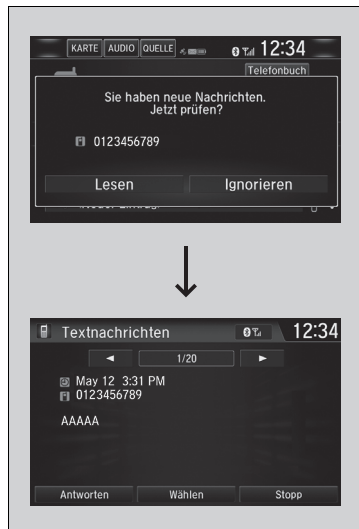 KARTE AUDIO QUELLE 12:34
Telefonbuch
Sie haben neue Nachrichten.
Jetzt prüfen?
0123456789
Lesen Ignorieren
Textnachrichten 12:34
1/20
May 12 3:31 PM
0123456789
AAAAA
Antworten Wählen Stopp